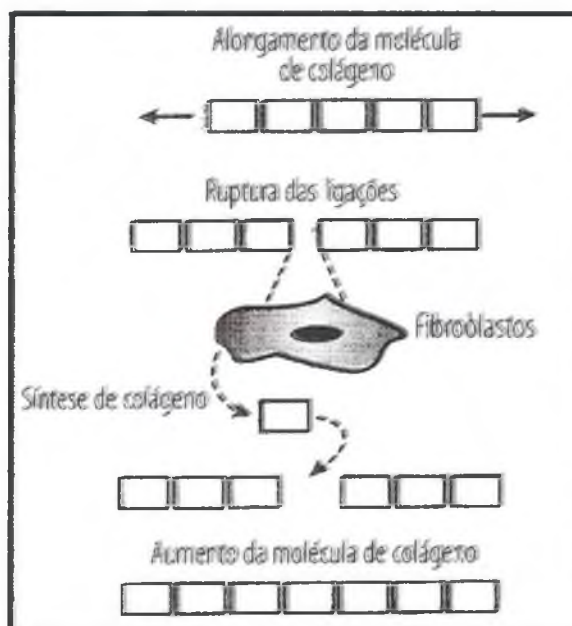 Alongamento da molécula
de colágeno
Ruptura das ligações
Fibroblastos
Síntese de colágeno
Aumento da molécula de colágeno